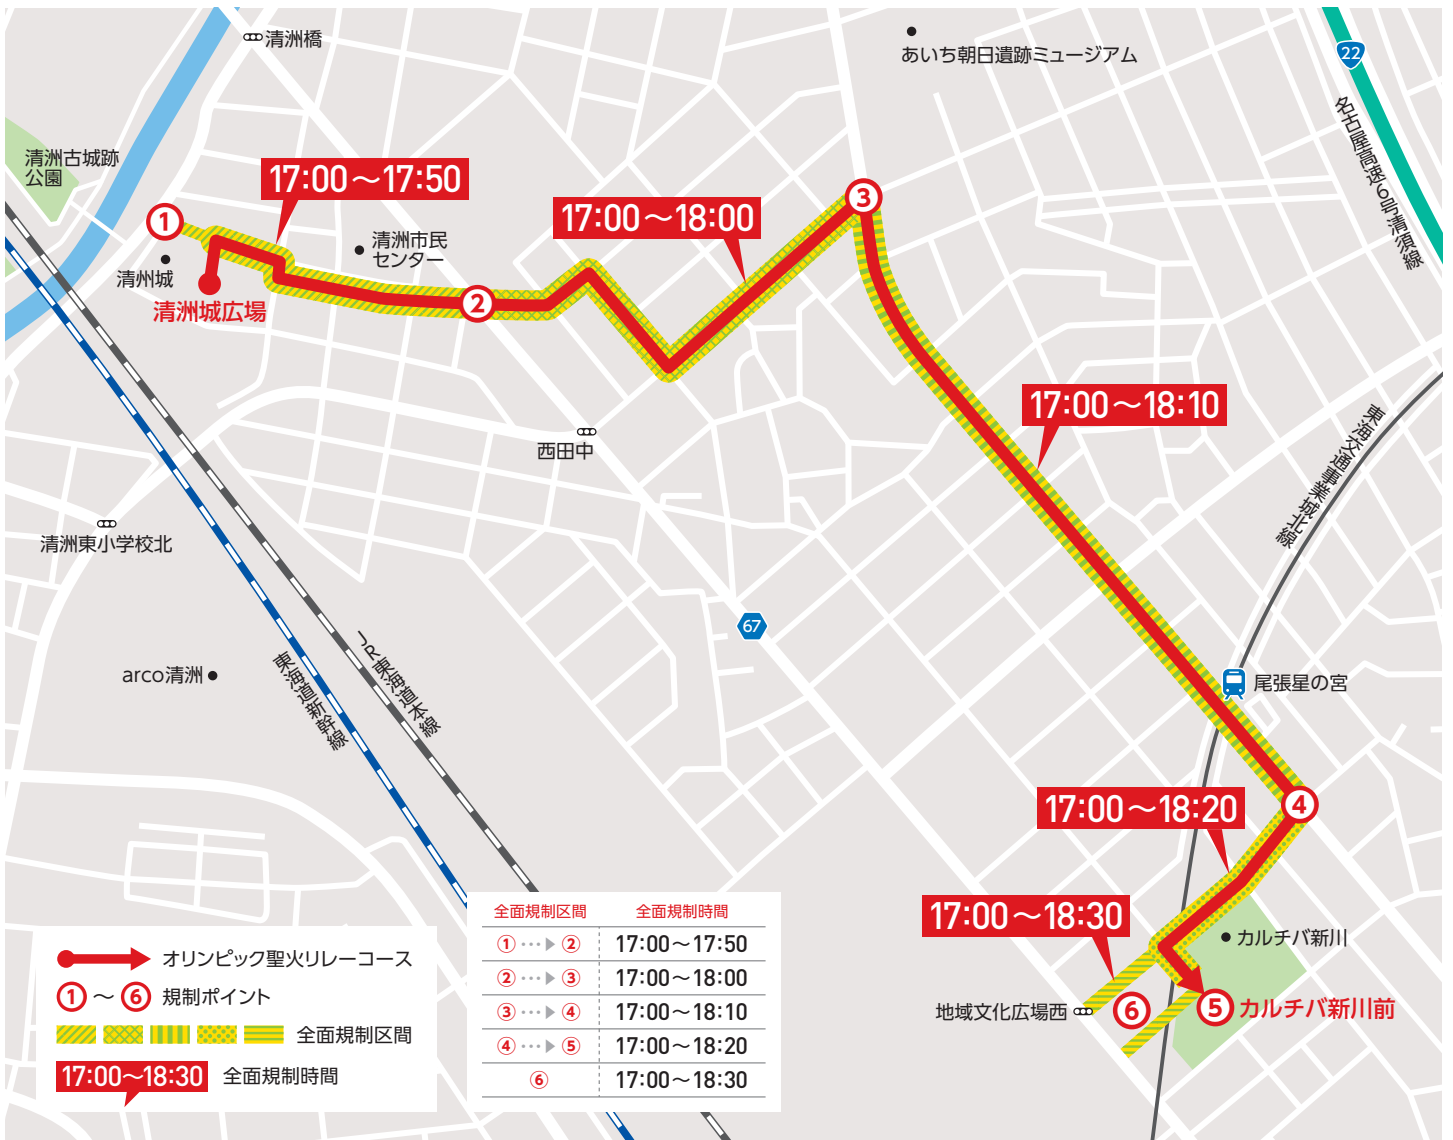 清洲橋
あいち朝日遺跡ミュージアム
22
名古屋高速6号清須線
清洲古城跡
公園
17:00～17:50
17:00～18:00
①
③
清洲市民
センター
清州城
清洲城広場
②
17:00～18:10
東海交通事業城北線
西田中
清洲東小学校北
67
arco清洲
東海道新幹線
JR東海道本線
尾張星の宮
17:00～18:20
④
17:00～18:30
カルチバ新川
地域文化広場西
⑥
⑤
カルチバ新川前
オリンピック聖火リレーコース
①～⑥ 規制ポイント
全面規制区間
17:00～18:30 全面規制時間
全面規制区間 全面規制時間
①…▶② 17:00～17:50
②…▶③ 17:00～18:00
③…▶④ 17:00～18:10
④…▶⑤ 17:00～18:20
⑥ 17:00～18:30